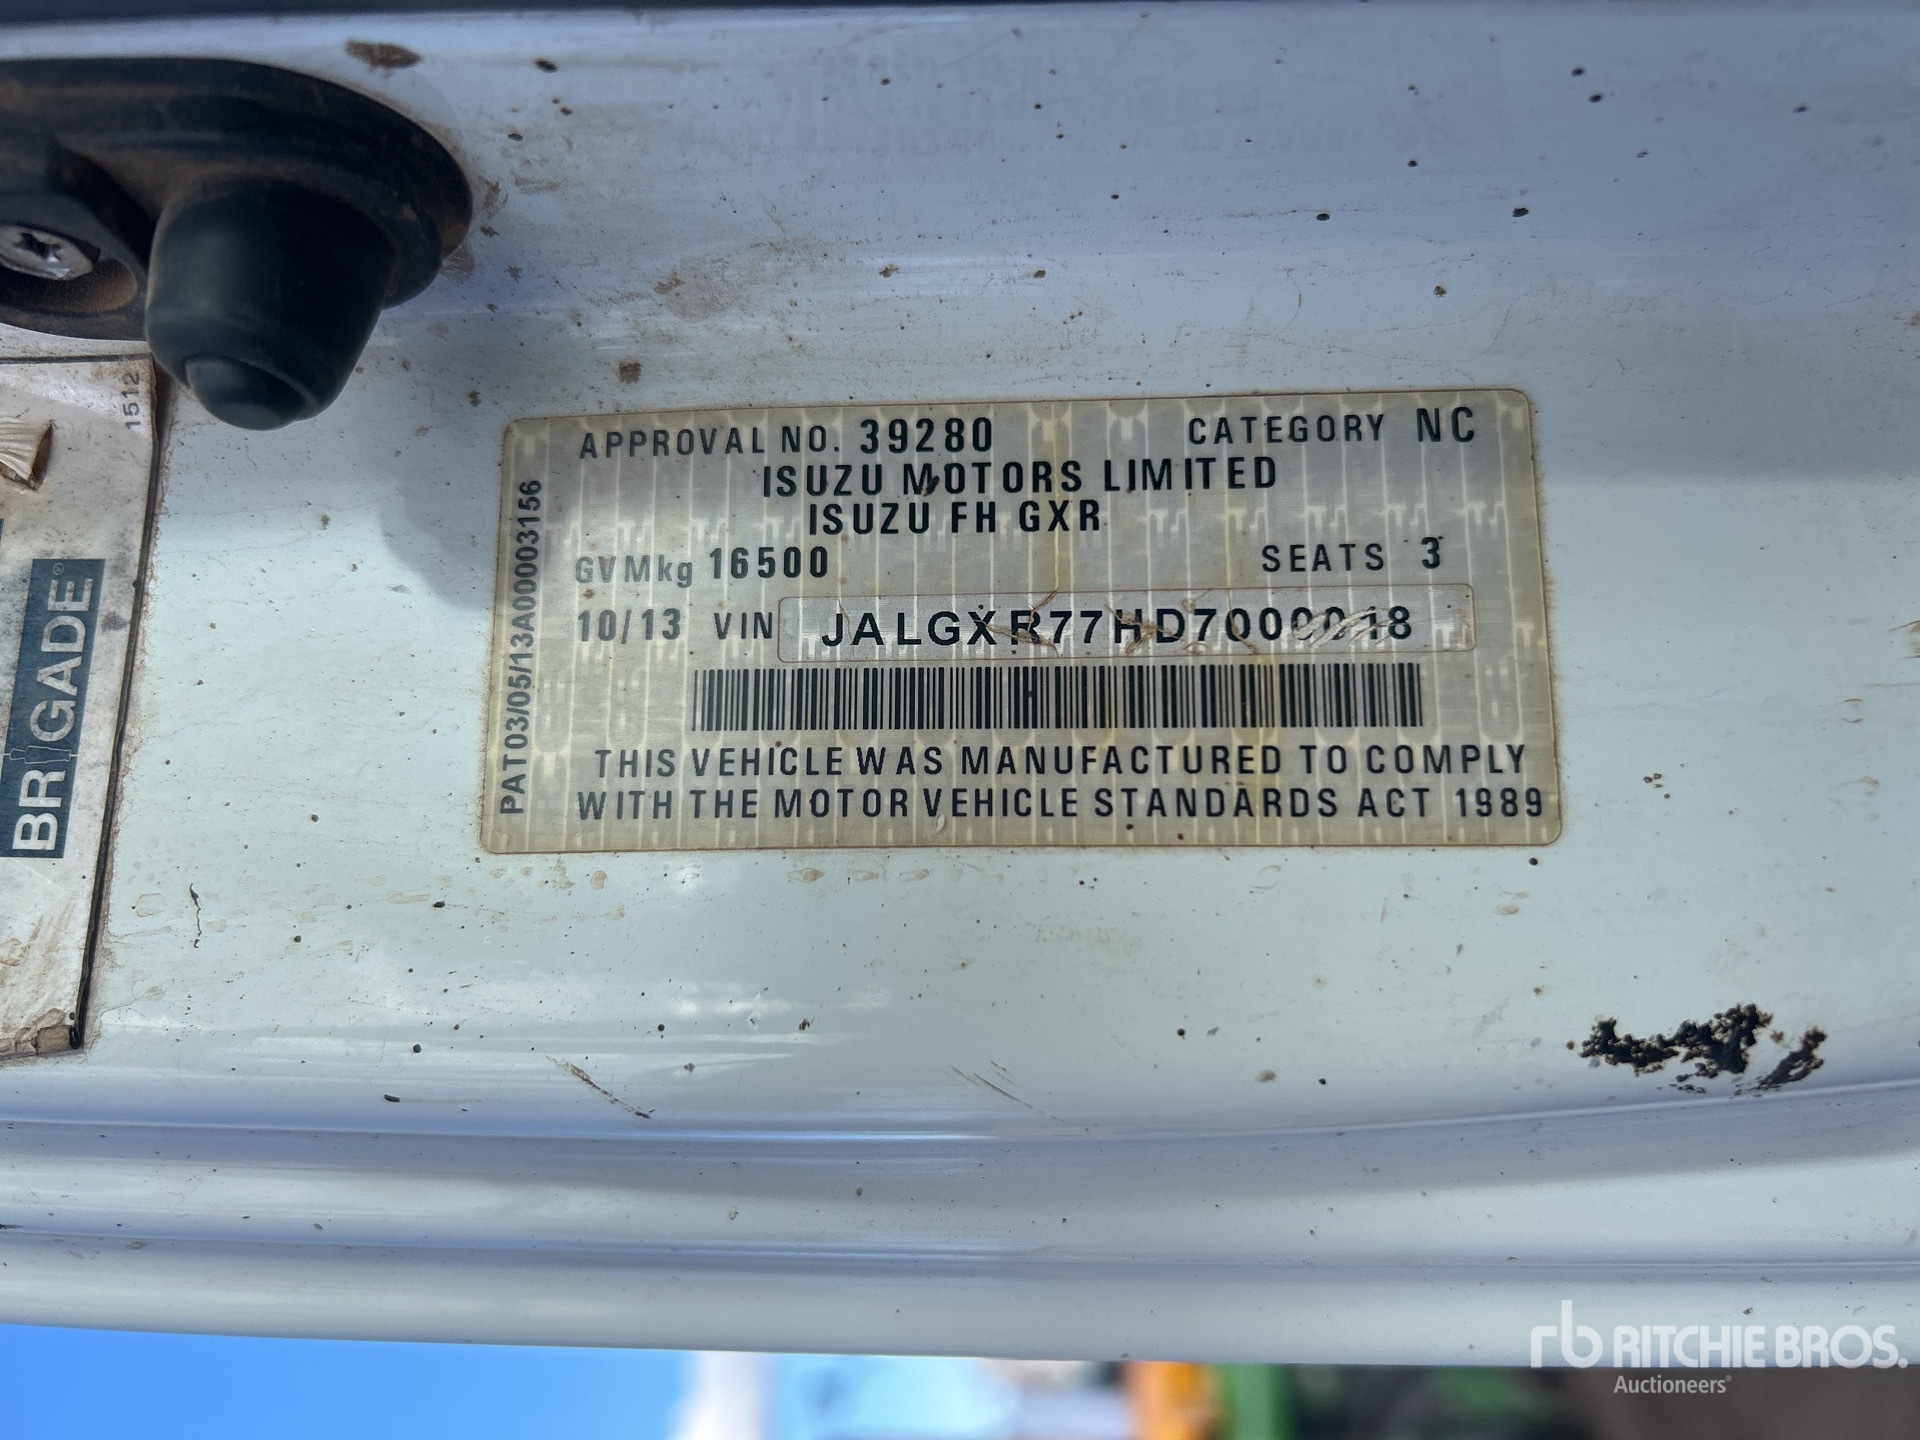 1512
BRIGADE®
APPROVAL NO. 39280 CATEGORY NC
ISUZU MOTORS LIMITED
ISUZU FH GXR
GVMkg 16500 SEATS 3
10/13 VIN JALGXR77HD7000018
THIS VEHICLE WAS MANUFACTURED TO COMPLY
WITH THE MOTOR VEHICLE STANDARDS ACT 1989
PAT03/05/13A00003156
rb RITCHIE BROS.
Auctioneers®